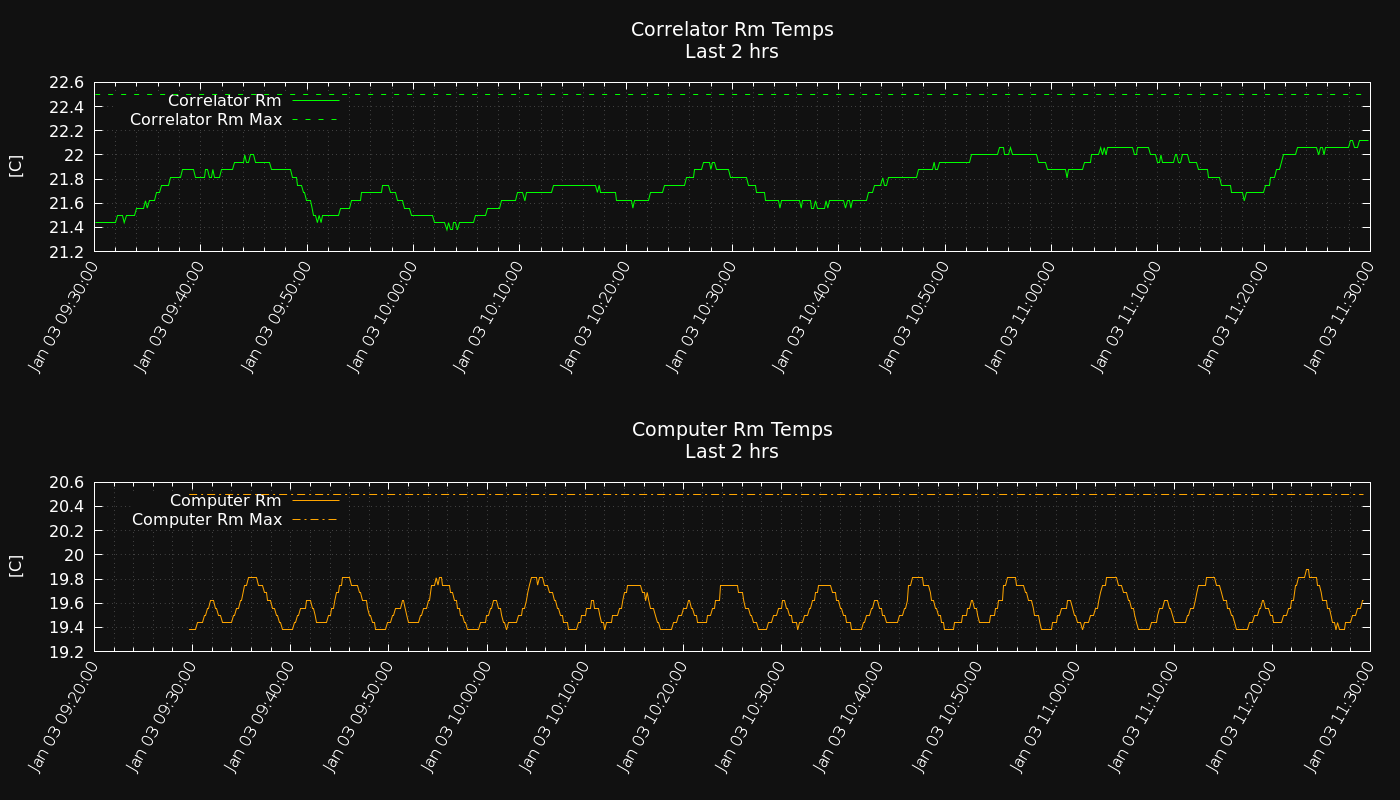 Correlator Rm Temps
Last 2 hrs
22.6
22.4
22.2
22
21.8
21.6
21.4
21.2
[C]
Correlator Rm
Correlator Rm Max
Jan 03 09:30:00
Jan 03 09:40:00
Jan 03 09:50:00
Jan 03 10:00:00
Jan 03 10:10:00
Jan 03 10:20:00
Jan 03 10:30:00
Jan 03 10:40:00
Jan 03 10:50:00
Jan 03 11:00:00
Jan 03 11:10:00
Jan 03 11:20:00
Jan 03 11:30:00
Computer Rm Temps
Last 2 hrs
20.6
20.4
20.2
20
19.8
19.6
19.4
19.2
[C]
Computer Rm
Computer Rm Max
Jan 03 09:20:00
Jan 03 09:30:00
Jan 03 09:40:00
Jan 03 09:50:00
Jan 03 10:00:00
Jan 03 10:10:00
Jan 03 10:20:00
Jan 03 10:30:00
Jan 03 10:40:00
Jan 03 10:50:00
Jan 03 11:00:00
Jan 03 11:10:00
Jan 03 11:20:00
Jan 03 11:30:00